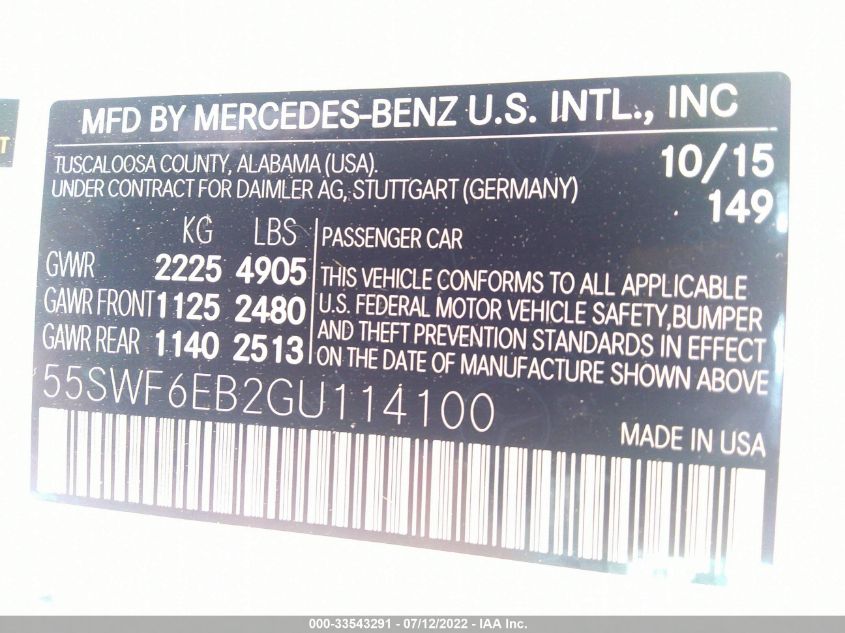 T
MFD BY MERCEDES-BENZ U.S. INTL., INC
TUSCALOOSA COUNTY, ALABAMA (USA).
UNDER CONTRACT FOR DAIMLER AG, STUTTGART (GERMANY)
10/15
149
KG LBS
GVWR 2225 4905
GAWR FRONT 1125 2480
GAWR REAR 1140 2513
PASSENGER CAR
THIS VEHICLE CONFORMS TO ALL APPLICABLE
U.S. FEDERAL MOTOR VEHICLE SAFETY, BUMPER
AND THEFT PREVENTION STANDARDS IN EFFECT
ON THE DATE OF MANUFACTURE SHOWN ABOVE
55SWF6EB2GU114100
MADE IN USA
000-33543291 - 07/12/2022 - IAA Inc.